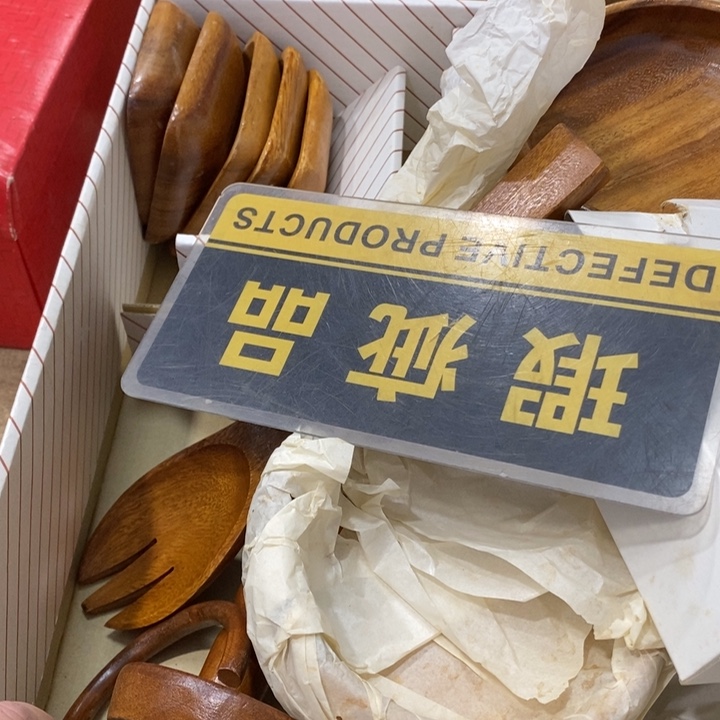 DEFECTIVE PRODUCTS
瑕疵品